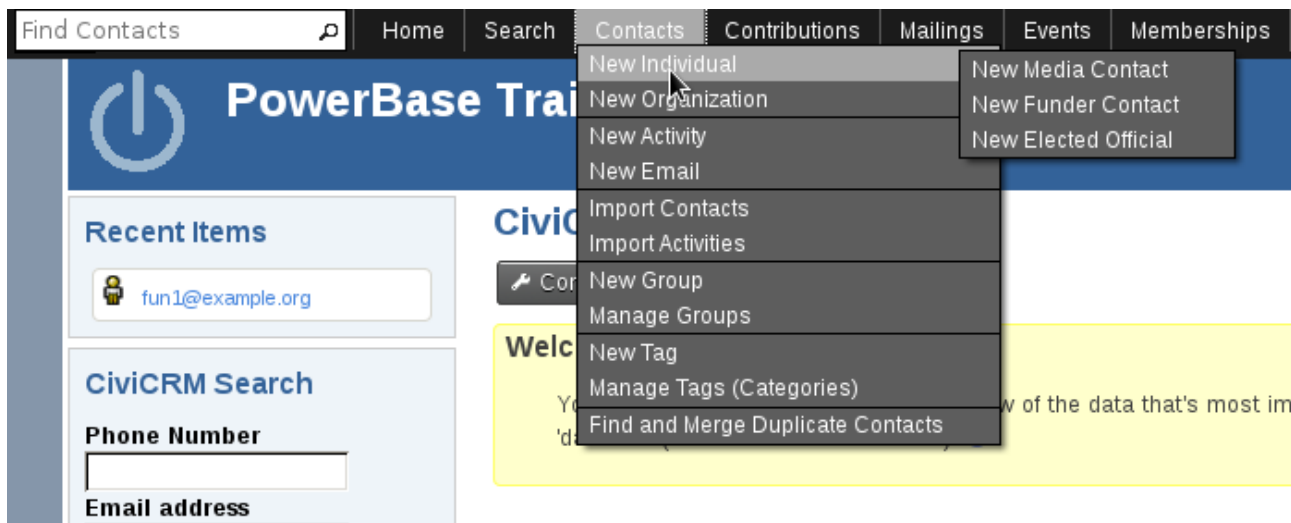 Find Contacts
Home
Search
Contacts
Contributions
Mailings
Events
Memberships
New Individual
New Organization
New Activity
New Email
Import Contacts
Import Activities
New Group
Manage Groups
New Tag
Manage Tags (Categories)
Find and Merge Duplicate Contacts
New Media Contact
New Funder Contact
New Elected Official
PowerBase Trai
Recent Items
fun1@example.org
CiviCRM Search
Phone Number
Email address
Civi
Cor
Welc
w of the data that's most im
'da